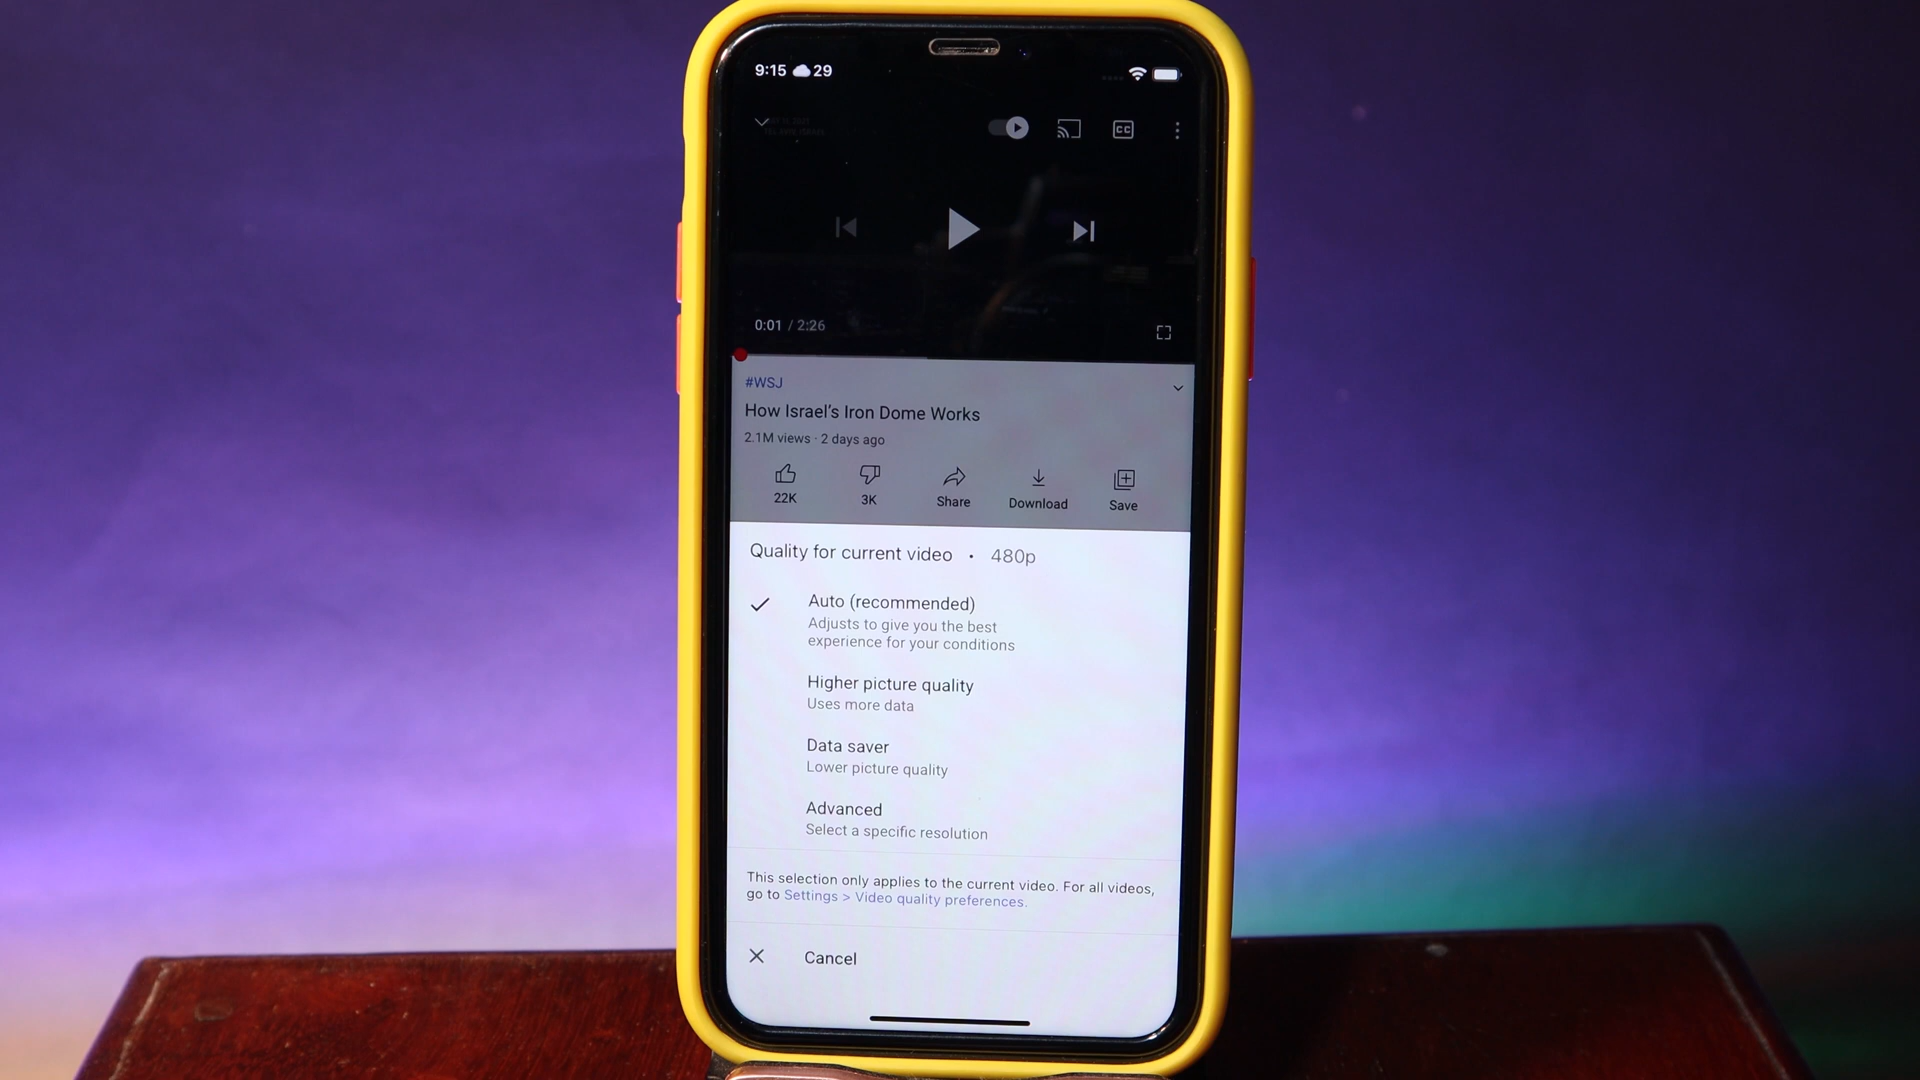 9:15 29
CC
0:01 / 2:26
#WSJ
How Israel's Iron Dome Works
2.1M views · 2 days ago
22K 3K Share Download Save
Quality for current video • 480p
Auto (recommended)
Adjusts to give you the best
experience for your conditions
Higher picture quality
Uses more data
Data saver
Lower picture quality
Advanced
Select a specific resolution
This selection only applies to the current video. For all videos,
go to Settings > Video quality preferences.
Cancel